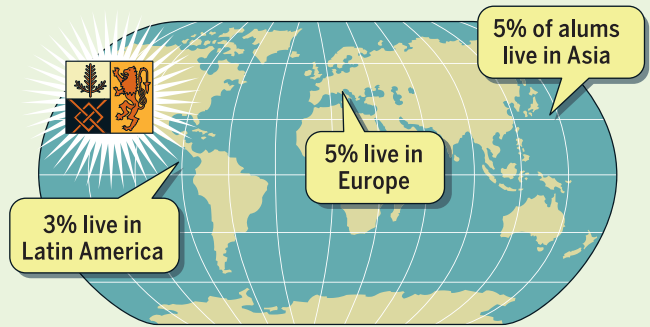 5% of alums
live in Asia
5% live in
Europe
3% live in
Latin America